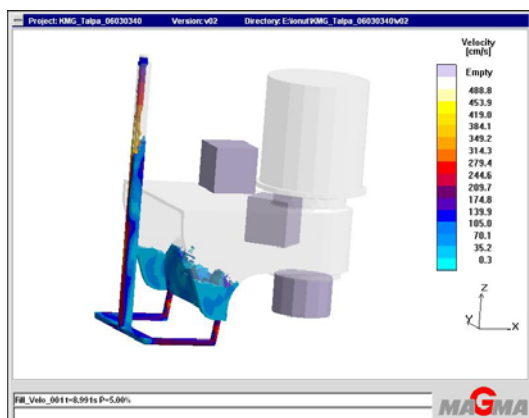 Project: KMG_Talpa_06030340 Version: v02 Directory: E:\ionut\KMG_Talpa_06030340\v02
Velocity
[cm/s]
Empty
488.8
453.9
419.0
384.1
349.2
314.3
279.4
244.6
209.7
174.8
139.9
105.0
70.1
35.2
0.3
Z
Y
X
Fill_Velo_001 t=8.991s P=5.00%
MAGMA